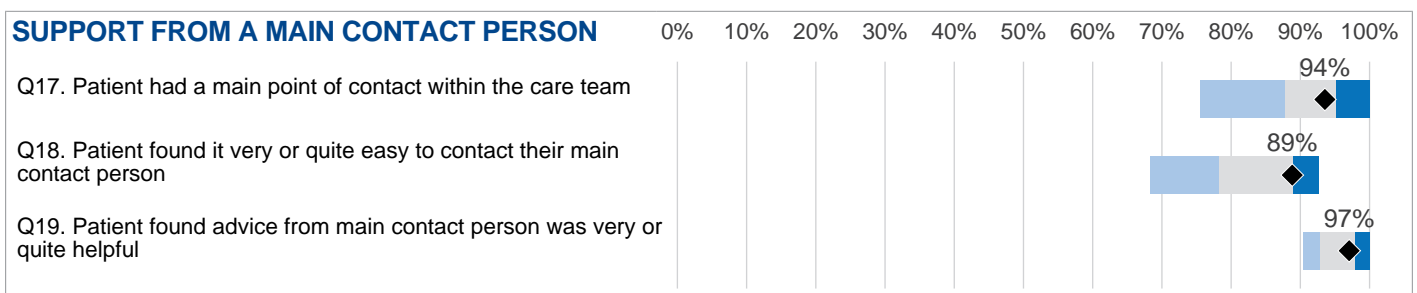 SUPPORT FROM A MAIN CONTACT PERSON 0% 10% 20% 30% 40% 50% 60% 70% 80% 90% 100%
Q17. Patient had a main point of contact within the care team 94%
Q18. Patient found it very or quite easy to contact their main
contact person 89%
Q19. Patient found advice from main contact person was very or
quite helpful 97%